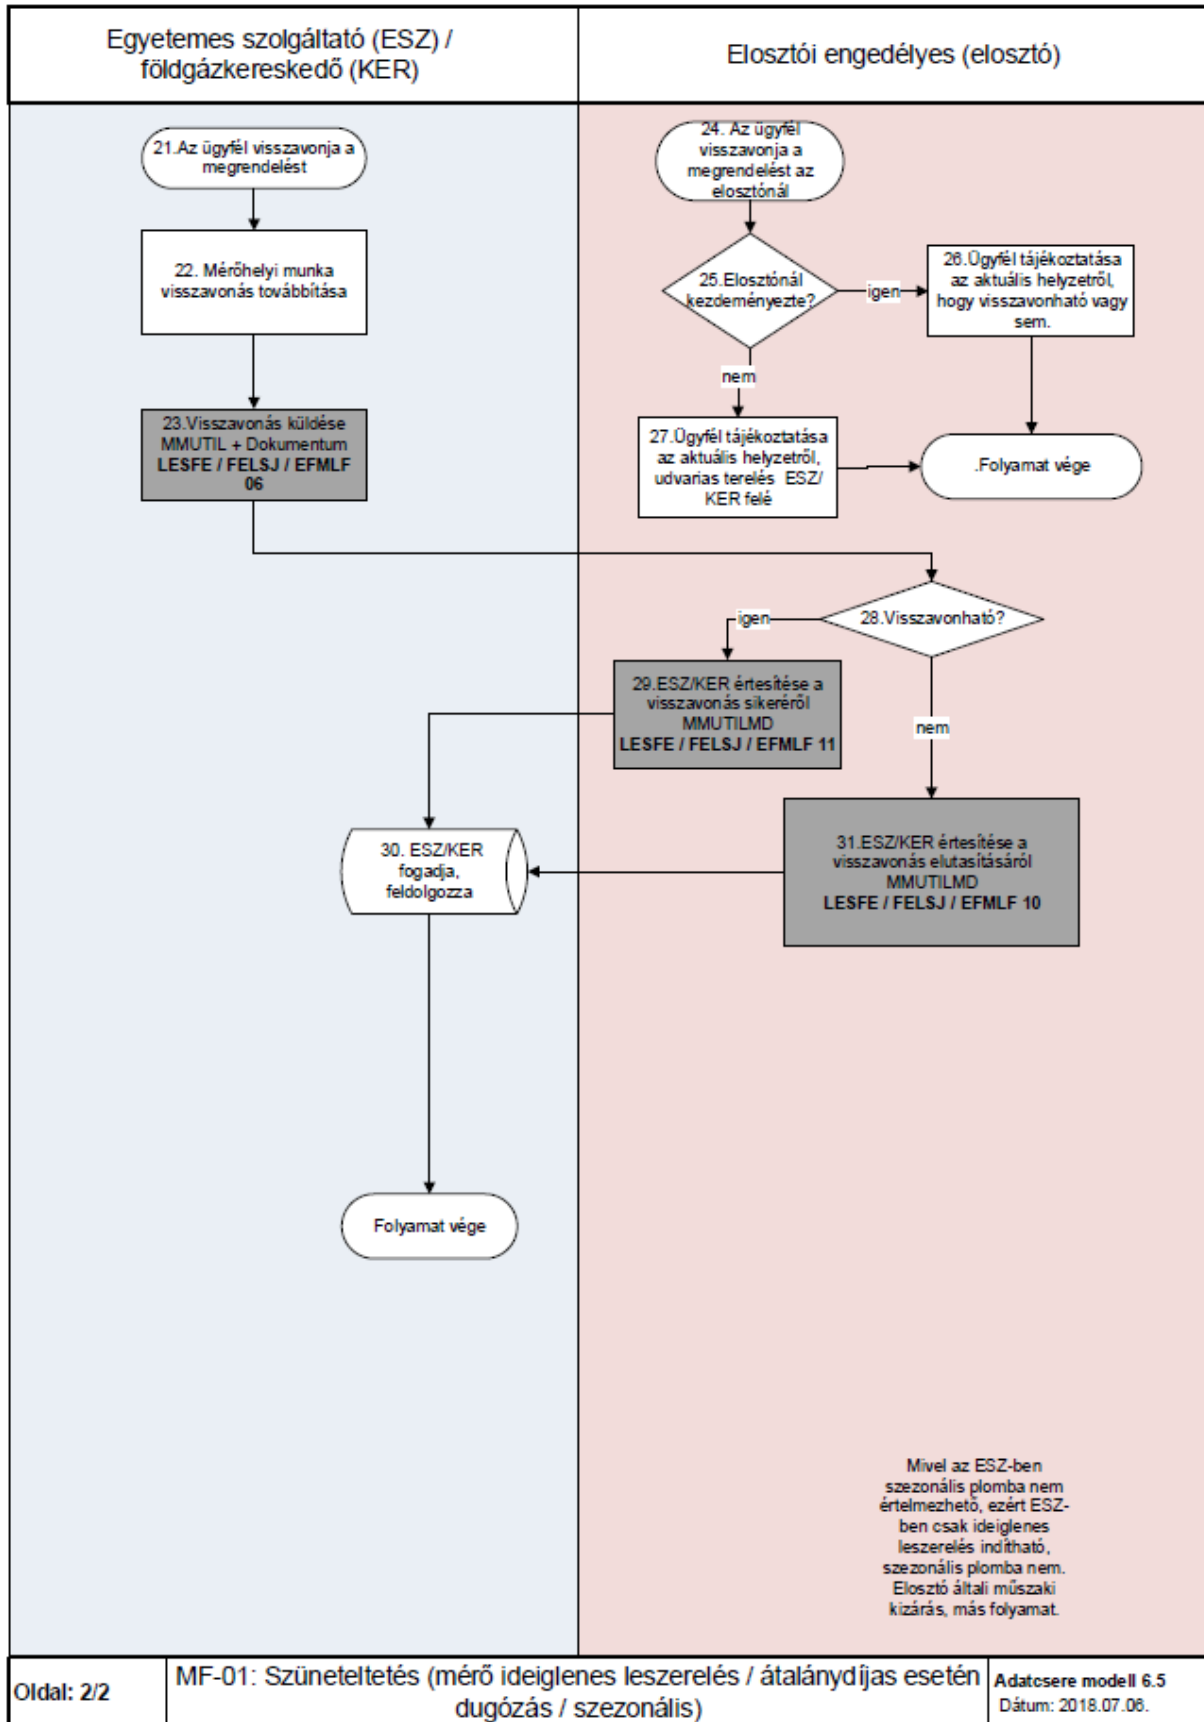 Egyetemes szolgáltató (ESZ) /
földgázkereskedő (KER)
Elosztói engedélyes (elosztó)
21.Az ügyfél visszavonja a
megrendelést
22. Mérőhelyi munka
visszavonás továbbítása
23.Visszavonás küldése
MMUTIL + Dokumentum
LESFE / FELSJ / EFMLF
06
24. Az ügyfél
visszavonja a
megrendelést az
elosztónál
25.Elosztónál
kezdeményezte?
igen
26.Ügyfél tájékoztatása
az aktuális helyzetről,
hogy visszavonható vagy
sem.
nem
27.Ügyfél tájékoztatása
az aktuális helyzetről,
udvarias terelés ESZ/
KER felé
.Folyamat vége
28.Visszavonható?
igen
29.ESZ/KER értesítése a
visszavonás sikeréről
MMUTILMD
LESFE / FELSJ / EFMLF 11
nem
30. ESZ/KER
fogadja,
feldolgozza
31.ESZ/KER értesítése a
visszavonás elutasításáról
MMUTILMD
LESFE / FELSJ / EFMLF 10
Folyamat vége
Mivel az ESZ-ben
szezonális plomba nem
értelmezhető, ezért ESZ-
ben csak ideiglenes
leszerelés indítható,
szezonális plomba nem.
Elosztó általi műszaki
kizárás, más folyamat.
Oldal: 2/2
MF-01: Szüneteltetés (mérő ideiglenes leszerelés / átalánydíjas esetén
dugózás / szezonális)
Adatcsere modell 6.5
Dátum: 2018.07.06.